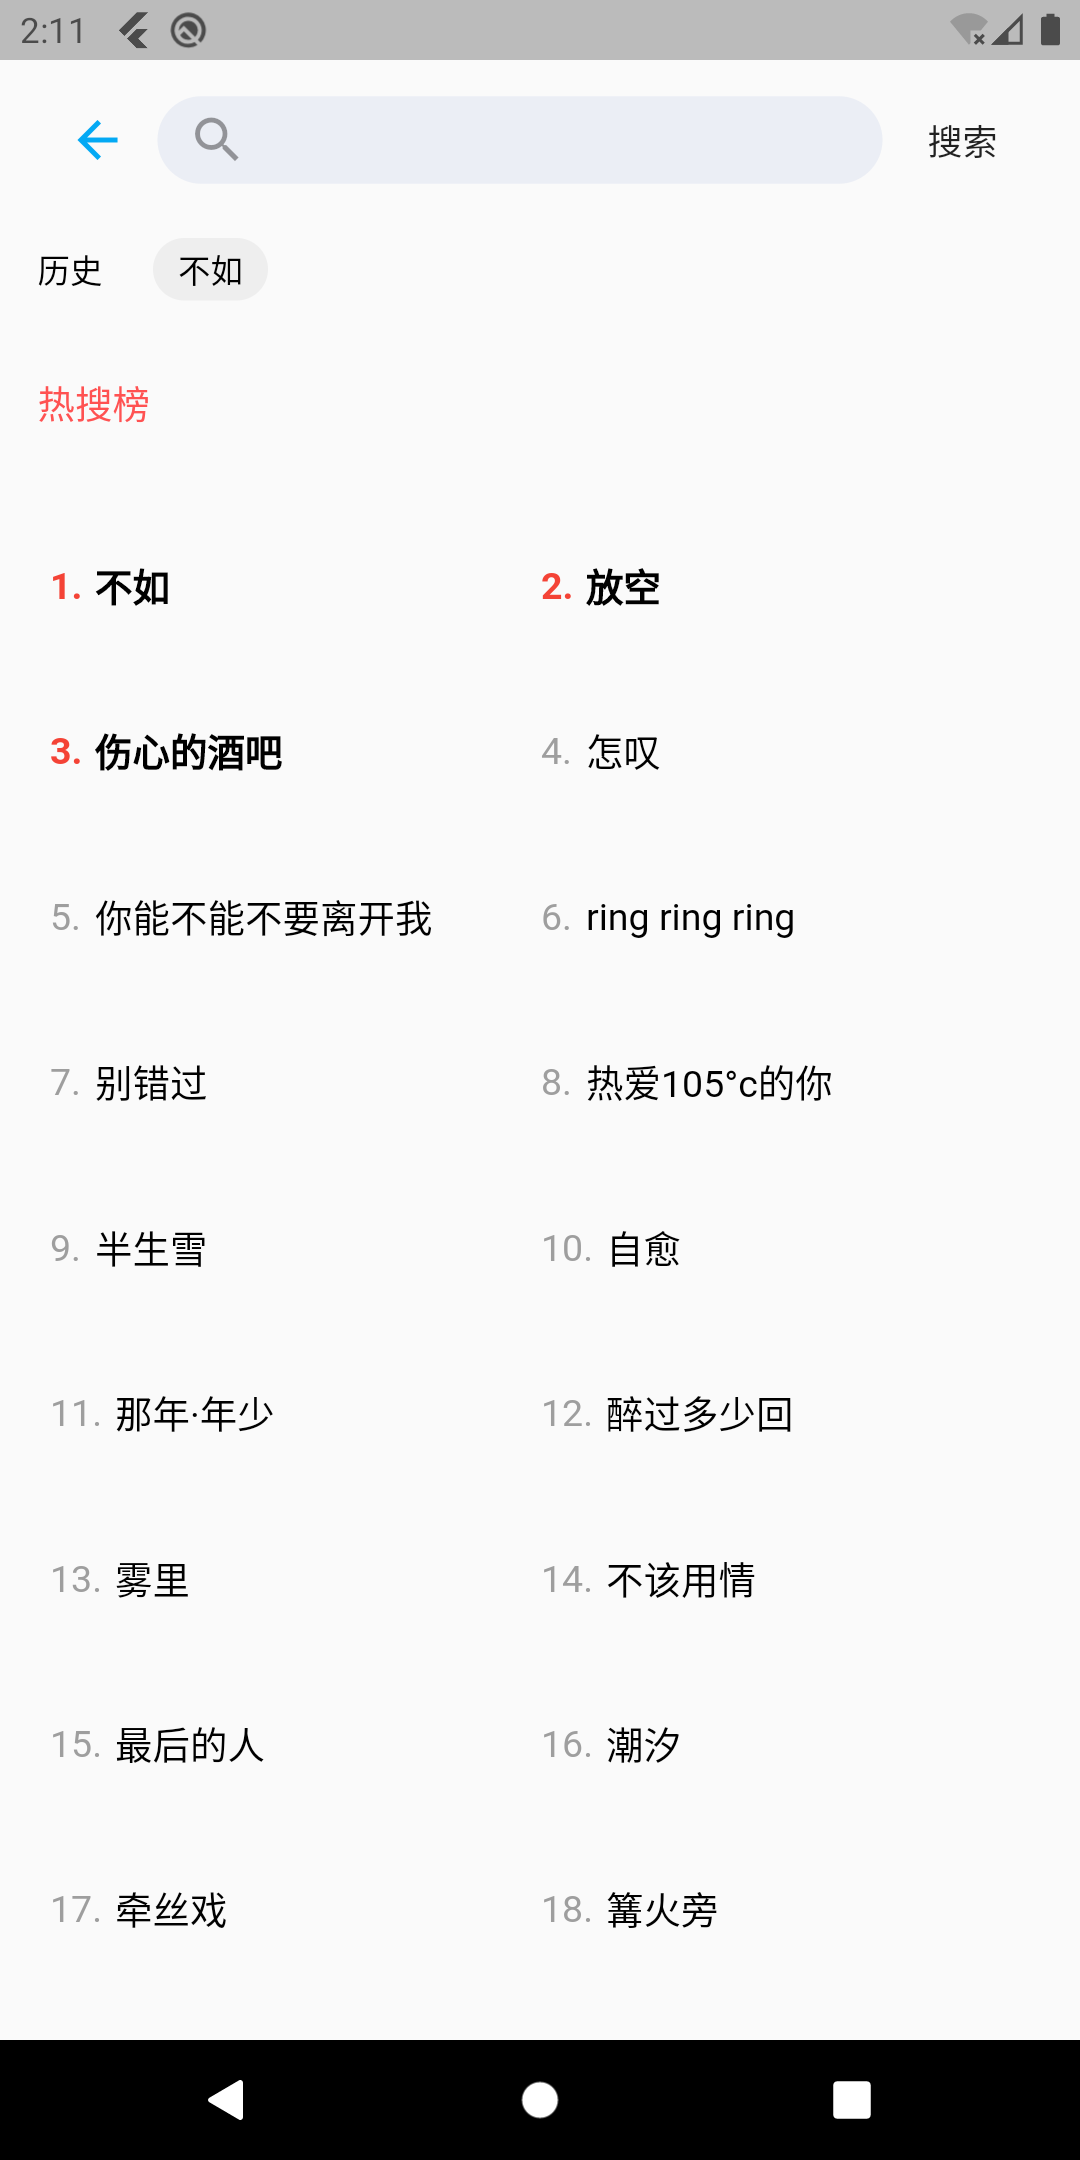 2:11
搜索
历史 不如
热搜榜
1. 不如 2. 放空
3. 伤心的酒吧 4. 怎叹
5. 你能不能不要离开我 6. ring ring ring
7. 别错过 8. 热爱105°c的你
9. 半生雪 10. 自愈
11. 那年·年少 12. 醉过多少回
13. 雾里 14. 不该用情
15. 最后的人 16. 潮汐
17. 牵丝戏 18. 篝火旁